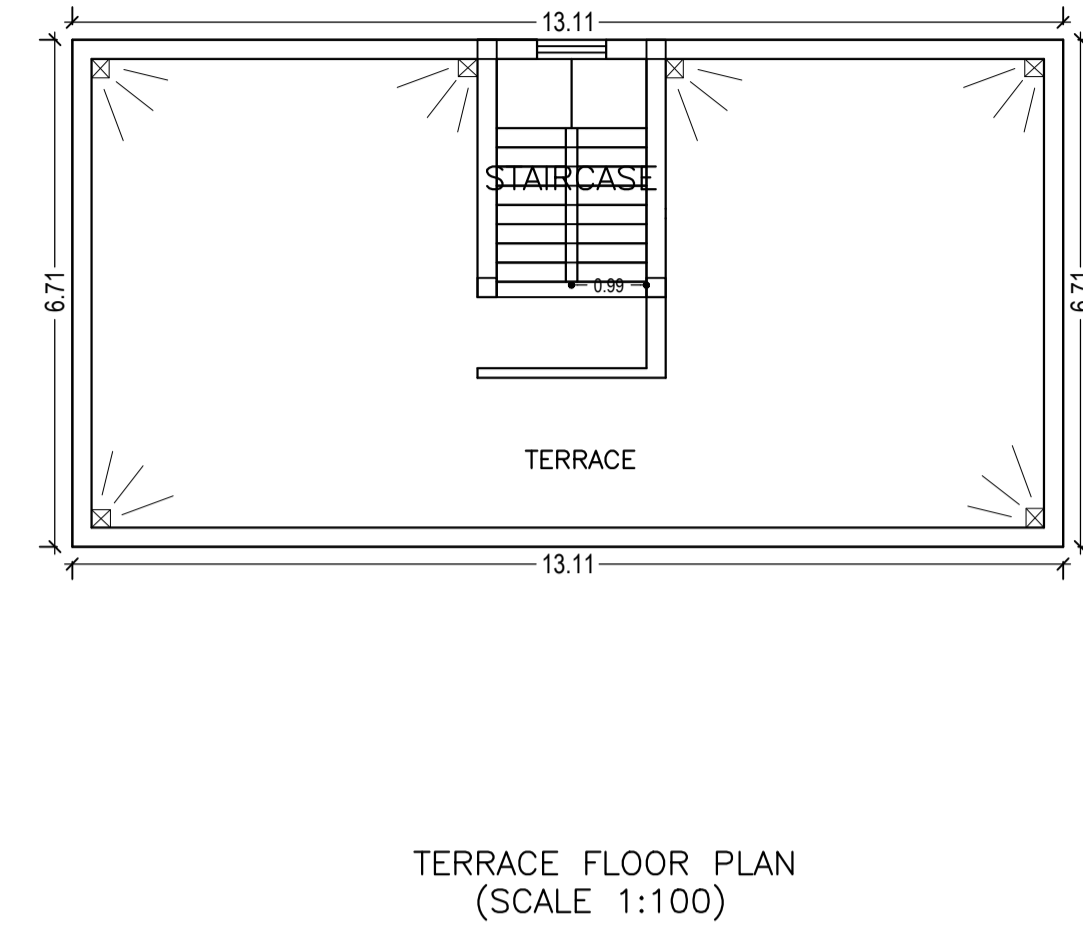 13.11
STAIRCASE
0.99
6.71
6.71
TERRACE
13.11
TERRACE FLOOR PLAN
(SCALE 1:100)